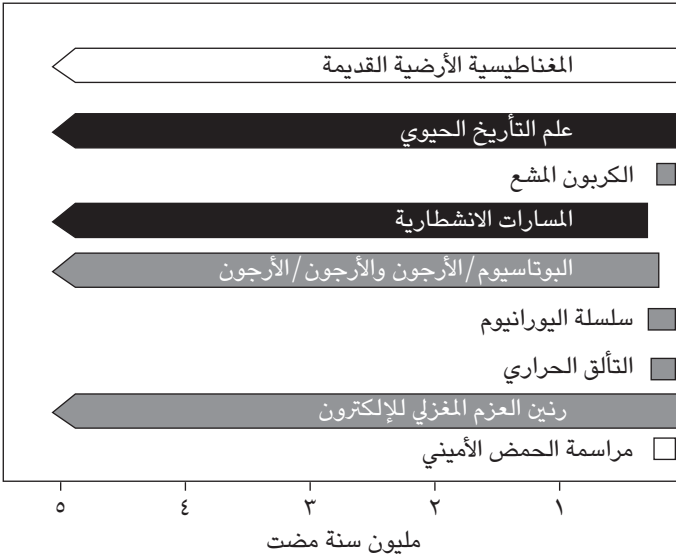 المغناطيسية الأرضية القديمة
علم التأريخ الحيوي
الكربون المشع
المسارات الانشطارية
البوتاسيوم/الأرجون والأرجون/الأرجون
سلسلة اليورانيوم
التألق الحراري
رنين العزم المغزلي للإلكترون
مراسمة الحمض الأميني
١ ٢ ٣ ٤ ٥
مليون سنة مضت